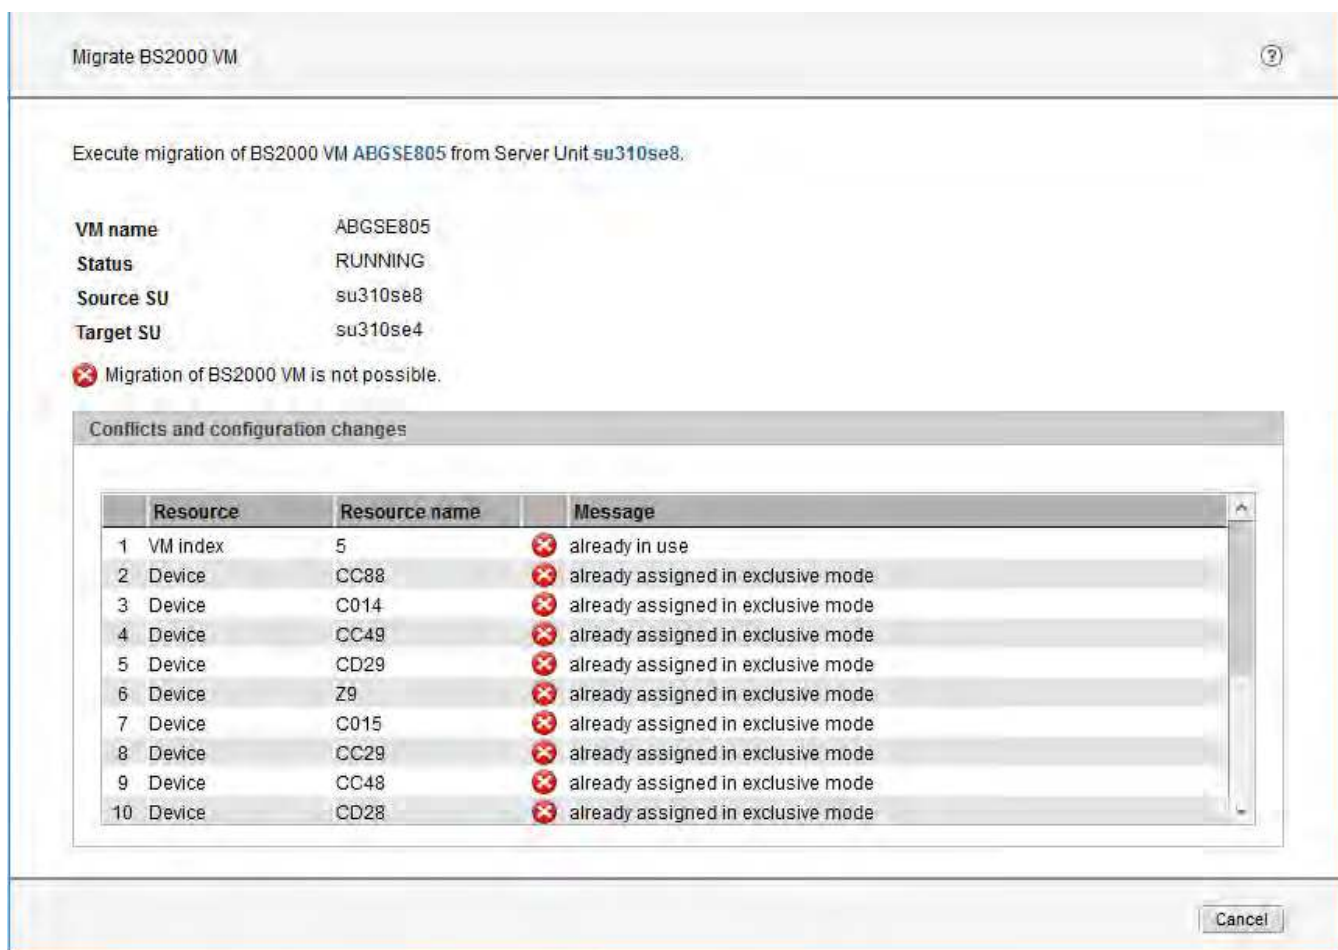 Migrate BS2000 VM ?
Execute migration of BS2000 VM ABGSE805 from Server Unit su310se8.
VM name ABGSE805
Status RUNNING
Source SU su310se8
Target SU su310se4
Migration of BS2000 VM is not possible.
Conflicts and configuration changes
Resource Resource name Message
1 VM index 5 already in use
2 Device CC88 already assigned in exclusive mode
3 Device C014 already assigned in exclusive mode
4 Device CC49 already assigned in exclusive mode
5 Device CD29 already assigned in exclusive mode
6 Device Z9 already assigned in exclusive mode
7 Device C015 already assigned in exclusive mode
8 Device CC29 already assigned in exclusive mode
9 Device CC48 already assigned in exclusive mode
10 Device CD28 already assigned in exclusive mode
Cancel